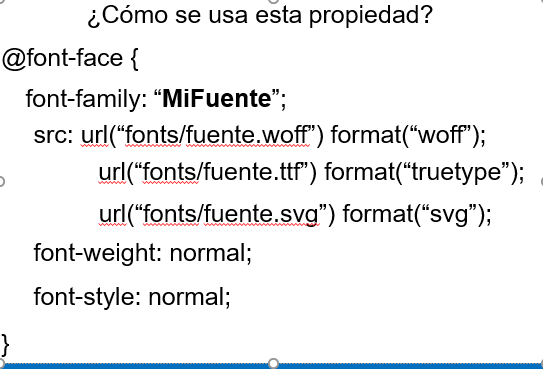 ¿Cómo se usa esta propiedad?
@font-face {
font-family: “MiFuente”;
src: url(“fonts/fuente.woff”) format(“woff”);
url(“fonts/fuente.ttf”) format(“truetype”);
url(“fonts/fuente.svg”) format(“svg”);
font-weight: normal;
font-style: normal;
}